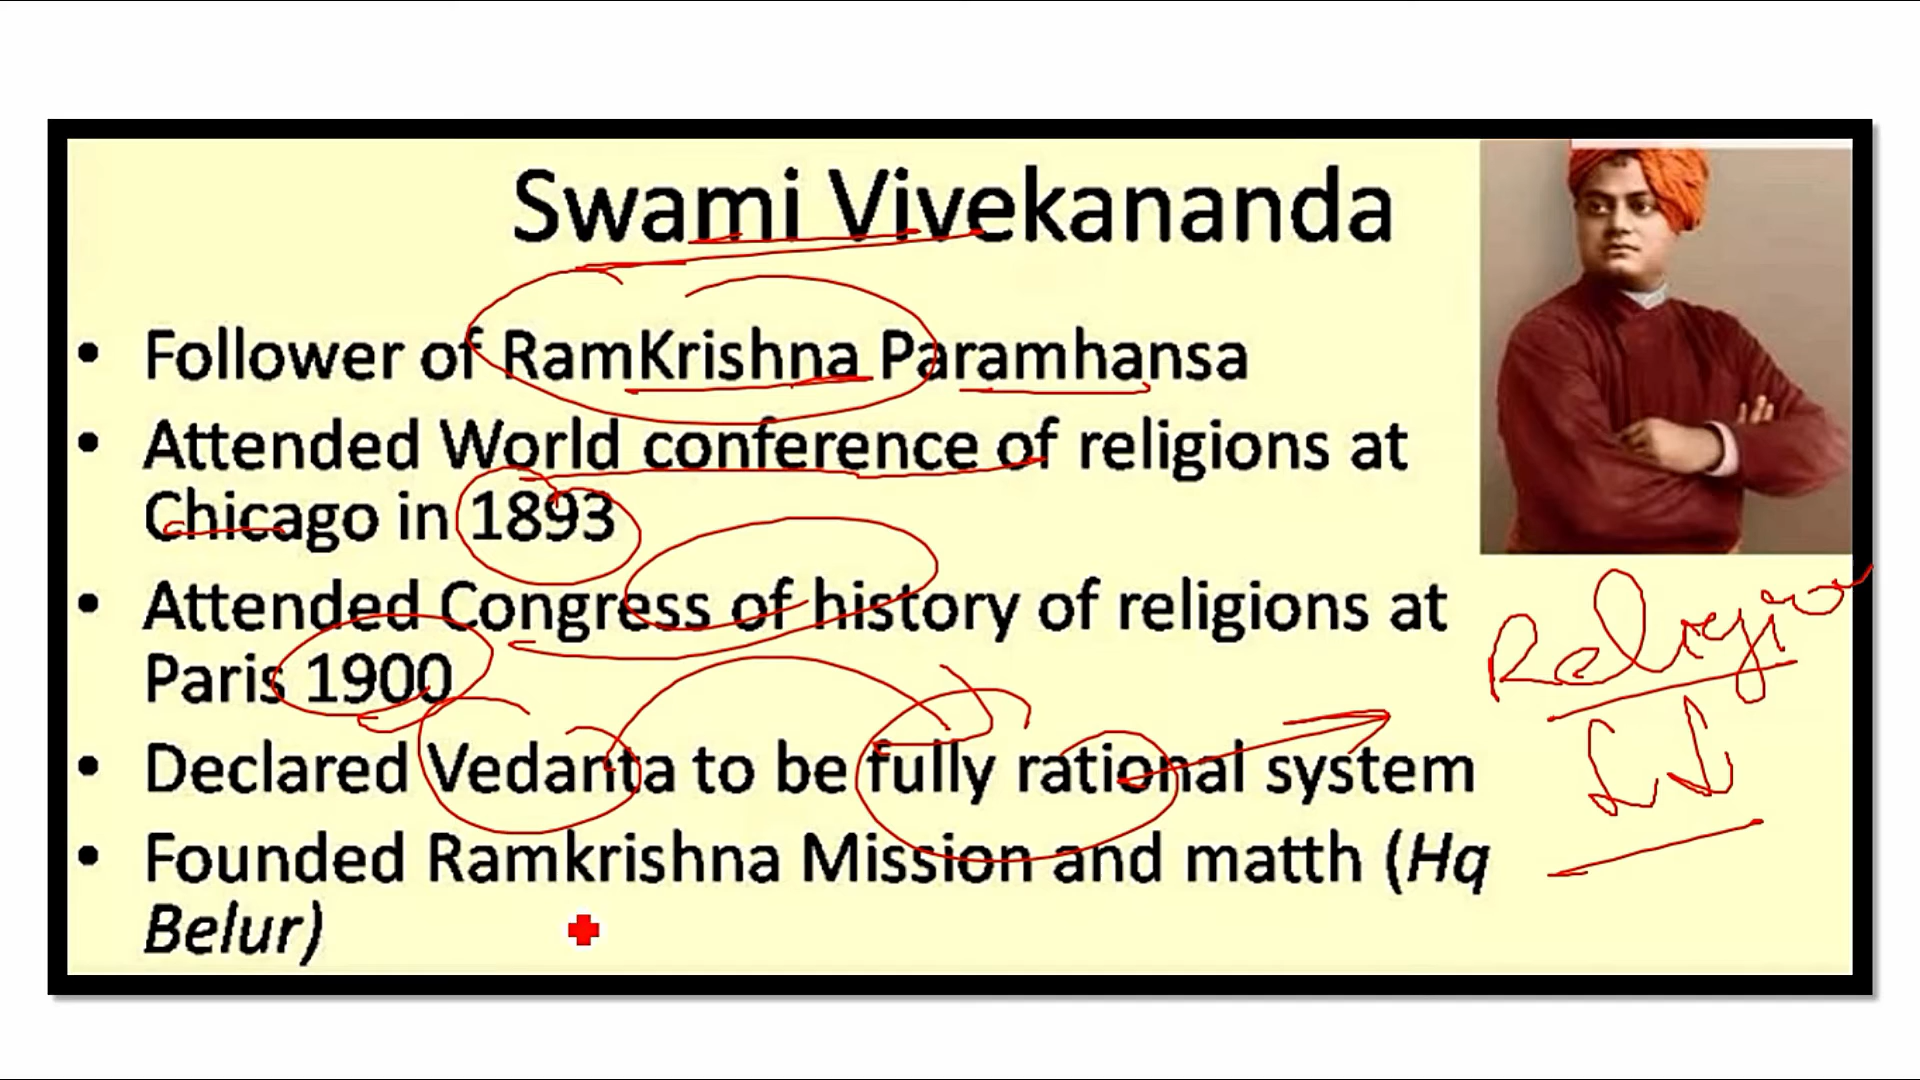 Swami Vivekananda
• Follower of RamKrishna Paramhansa
• Attended World conference of religions at
Chicago in 1893
• Attended Congress of history of religions at
Paris 1900
• Declared Vedanta to be fully rational system
• Founded Ramkrishna Mission and matth (Hq
Belur)
Religion